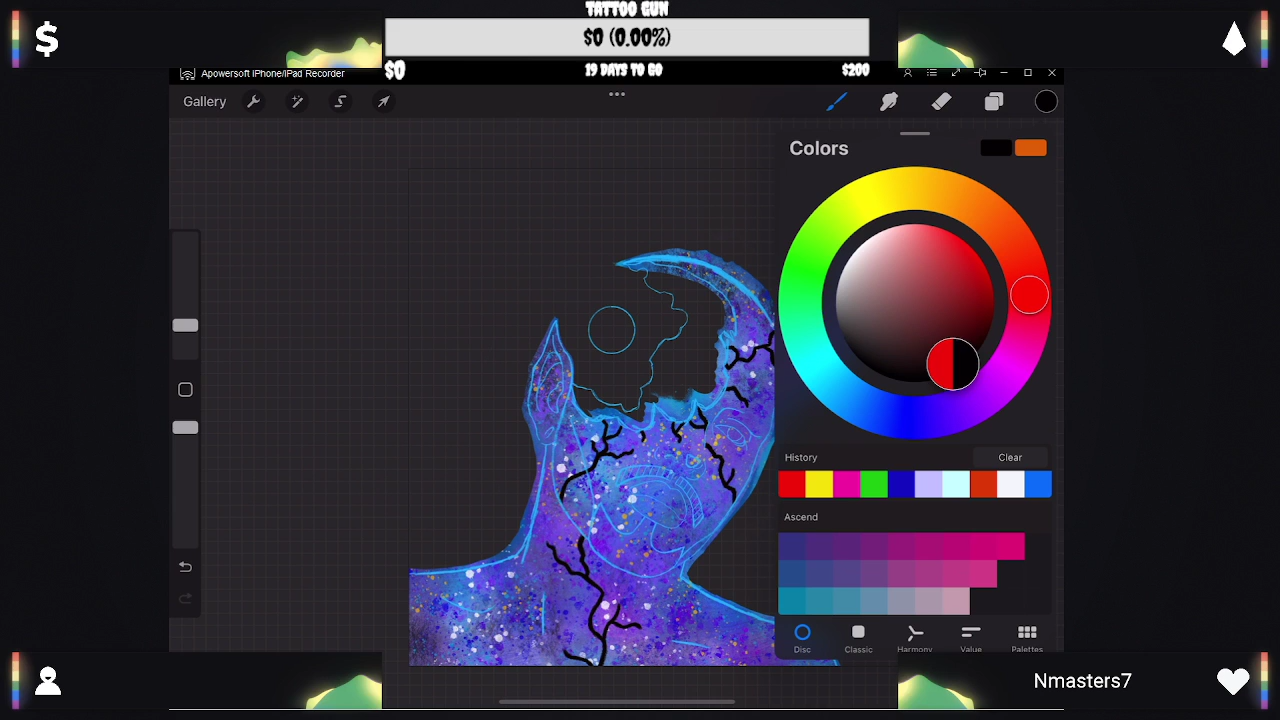 TATTOO GUN
$0 (0.00%)
$0
19 DAYS TO GO
$200
$
Apowersoft iPhone/iPad Recorder
Gallery
Colors
History
Clear
Ascend
Disc
Classic
Harmony
Value
Palettes
Nmasters7